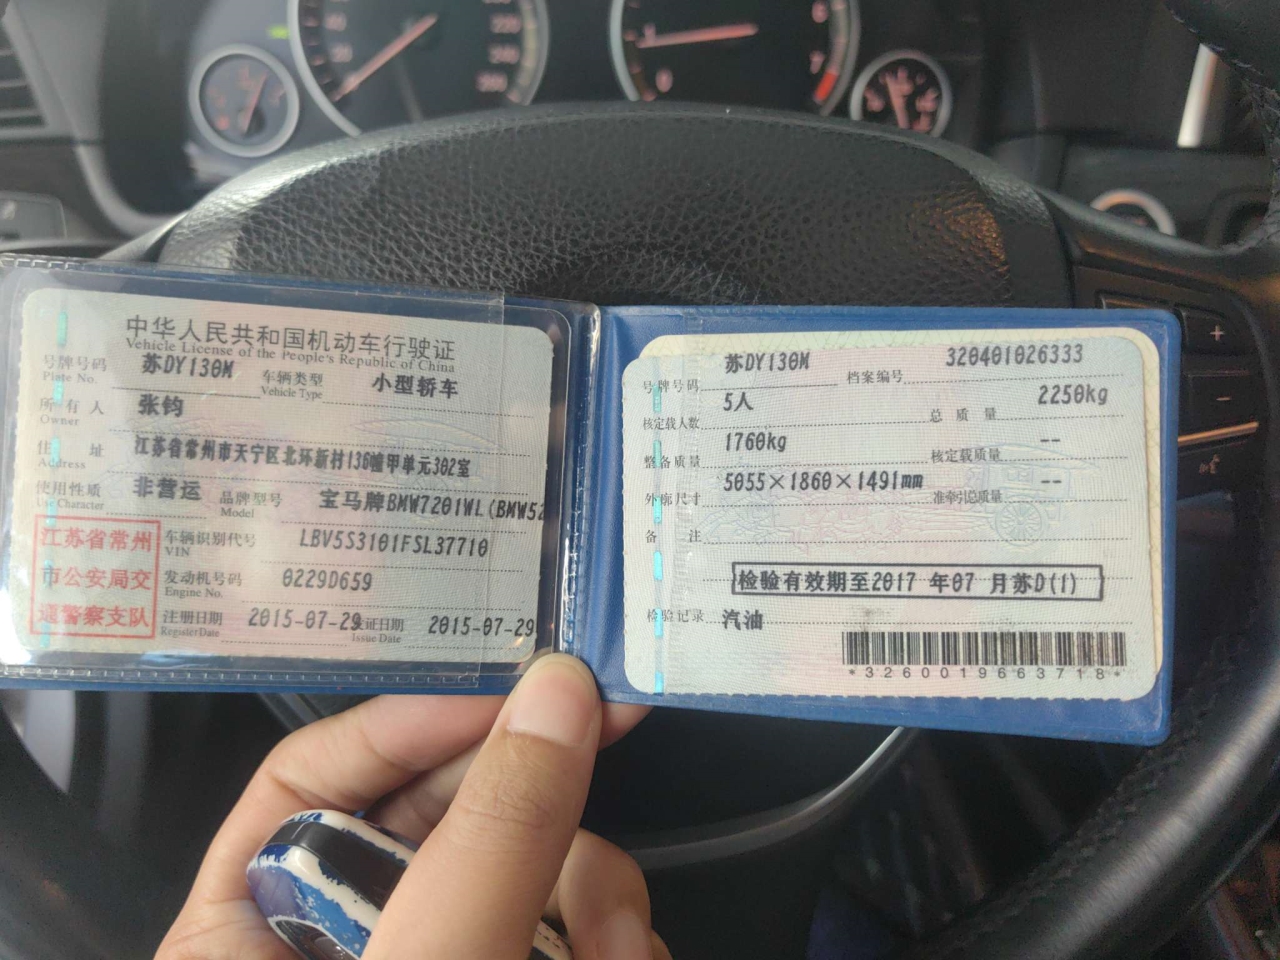 中华人民共和国机动车行驶证
Vehicle License of the People's Republic of China
号牌号码 苏DY130M 车辆类型 小型轿车
Plate No. Vehicle Type
所有人 张钧
Owner
住址 江苏省常州市天宁区北环新村136幢甲单元302室
Address
使用性质 非营运 品牌型号 宝马牌BMW7201WL(BMW52
Use Character Model
江苏省常州
市公安局交
通警察支队
车辆识别代号 LBV5S3101FSL37710
VIN
发动机号码 0229D659
Engine No.
注册日期 2015-07-29 发证日期 2015-07-29
Register Date Issue Date
号牌号码 苏DY130M 档案编号 320401026333
核定载人数 5人 总质量 2250kg
整备质量 1760kg 核定载质量 --
外廓尺寸 5055×1860×1491mm 准牵引总质量 --
备注
检验有效期至2017 年07 月苏D(1)
检验记录 汽油
*3260019663718*